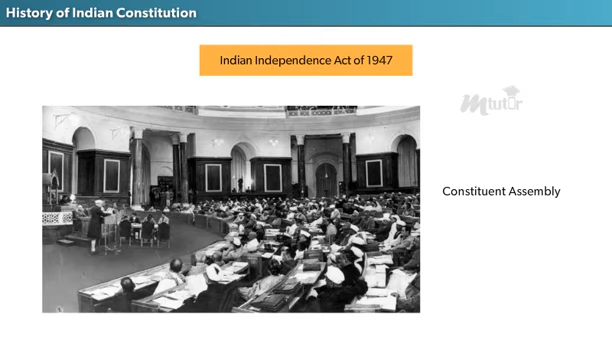 History of Indian Constitution
Indian Independence Act of 1947
mtutor
Constituent Assembly